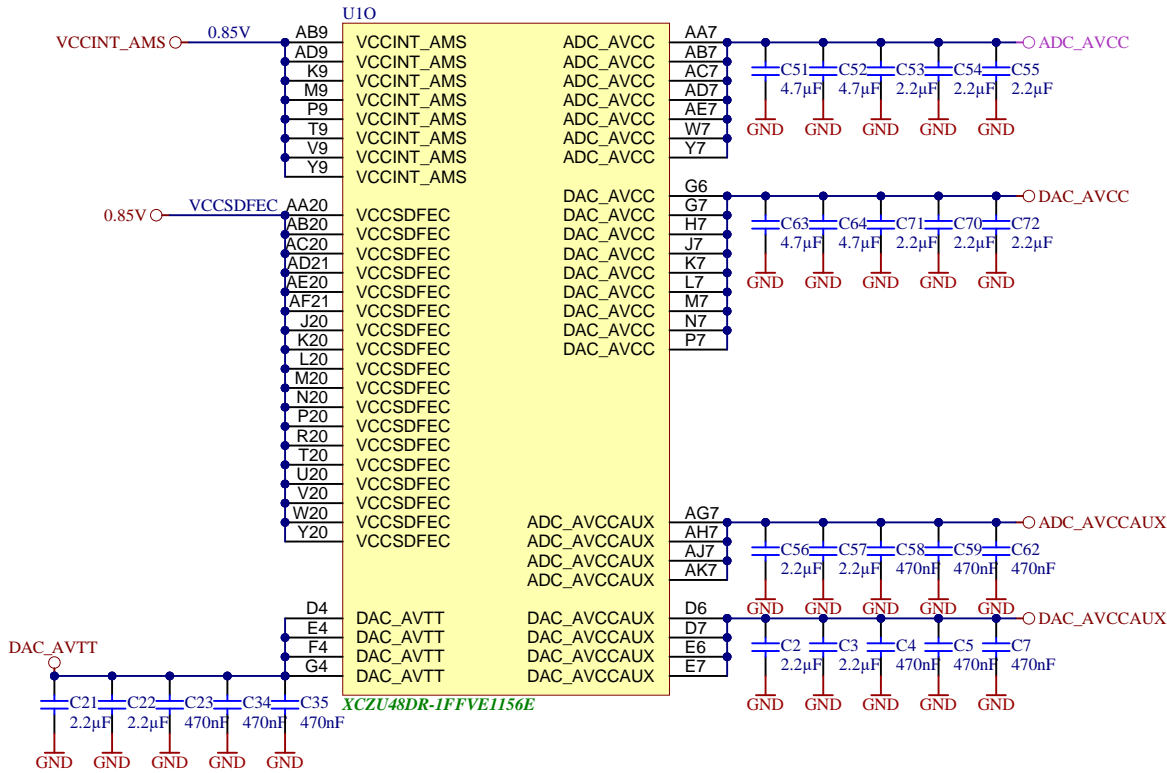 U1O
VCCINT_AMS 0.85V AB9 VCCINT_AMS ADC_AVCC AA7 ADC_AVCC
AD9 VCCINT_AMS ADC_AVCC AB7
K9 VCCINT_AMS ADC_AVCC AC7 C51 C52 C53 C54 C55
M9 VCCINT_AMS ADC_AVCC AD7 4.7µF 4.7µF 2.2µF 2.2µF 2.2µF
P9 VCCINT_AMS ADC_AVCC AE7
T9 VCCINT_AMS ADC_AVCC W7 GND GND GND GND GND
V9 VCCINT_AMS ADC_AVCC Y7
Y9 VCCINT_AMS
DAC_AVCC G6 DAC_AVCC
0.85V VCCSDFEC AA20 VCCSDFEC DAC_AVCC G7
AB20 VCCSDFEC DAC_AVCC H7 C63 C64 C71 C70 C72
AC20 VCCSDFEC DAC_AVCC J7 4.7µF 4.7µF 2.2µF 2.2µF 2.2µF
AD21 VCCSDFEC DAC_AVCC K7
AE20 VCCSDFEC DAC_AVCC L7 GND GND GND GND GND
AF21 VCCSDFEC DAC_AVCC M7
J20 VCCSDFEC DAC_AVCC N7
K20 VCCSDFEC DAC_AVCC P7
L20 VCCSDFEC
M20 VCCSDFEC
N20 VCCSDFEC
P20 VCCSDFEC
R20 VCCSDFEC
T20 VCCSDFEC
U20 VCCSDFEC
V20 VCCSDFEC
W20 VCCSDFEC ADC_AVCCAUX AG7 ADC_AVCCAUX
Y20 VCCSDFEC ADC_AVCCAUX AH7
ADC_AVCCAUX AJ7 C56 C57 C58 C59 C62
ADC_AVCCAUX AK7 2.2µF 2.2µF 470nF 470nF 470nF
GND GND GND GND GND
D4 DAC_AVTT DAC_AVCCAUX D6 DAC_AVCCAUX
E4 DAC_AVTT DAC_AVCCAUX D7
DAC_AVTT F4 DAC_AVTT DAC_AVCCAUX E6 C2 C3 C4 C5 C7
G4 DAC_AVTT DAC_AVCCAUX E7 2.2µF 2.2µF 470nF 470nF 470nF
C21 C22 C23 C34 C35 XCZU48DR-1FFVE1156E GND GND GND GND GND
2.2µF 2.2µF 470nF 470nF 470nF
GND GND GND GND GND